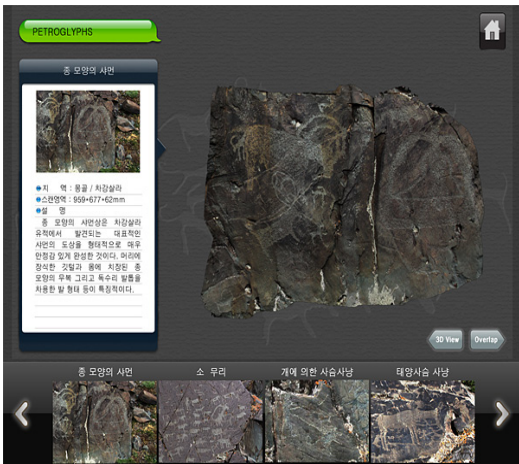 PETROGLYPHS
종 모양의 샤먼
지 역 : 몽골 / 차강살라
스캔영역 : 959*677*62mm
설 명
종 모양의 샤먼상은 차강살라
유적에서 발견되는 대표적인
샤먼의 도상을 형태적으로 매우
안정감 있게 완성한 것이다. 머리에
장식한 깃털과 몸에 치장된 종
모양의 무복 그리고 독수리 발톱을
차용한 발 형태 등이 특징적이다.
3D View Overlap
종 모양의 샤먼 소 무리 개에 의한 사슴사냥 태양사슴 사냥